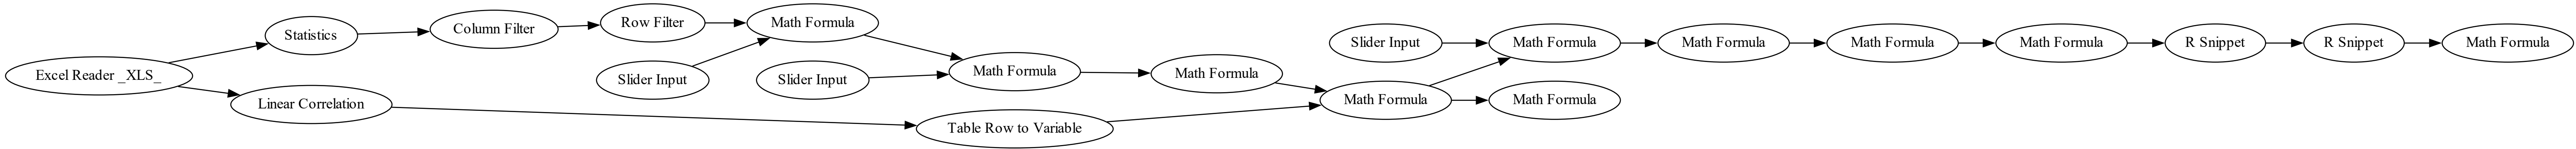 Excel Reader _XLS_
Statistics
Linear Correlation
Column Filter
Row Filter
Slider Input
Math Formula
Slider Input
Math Formula
Table Row to Variable
Math Formula
Slider Input
Math Formula
Math Formula
Math Formula
Math Formula
Math Formula
Math Formula
R Snippet
R Snippet
Math Formula